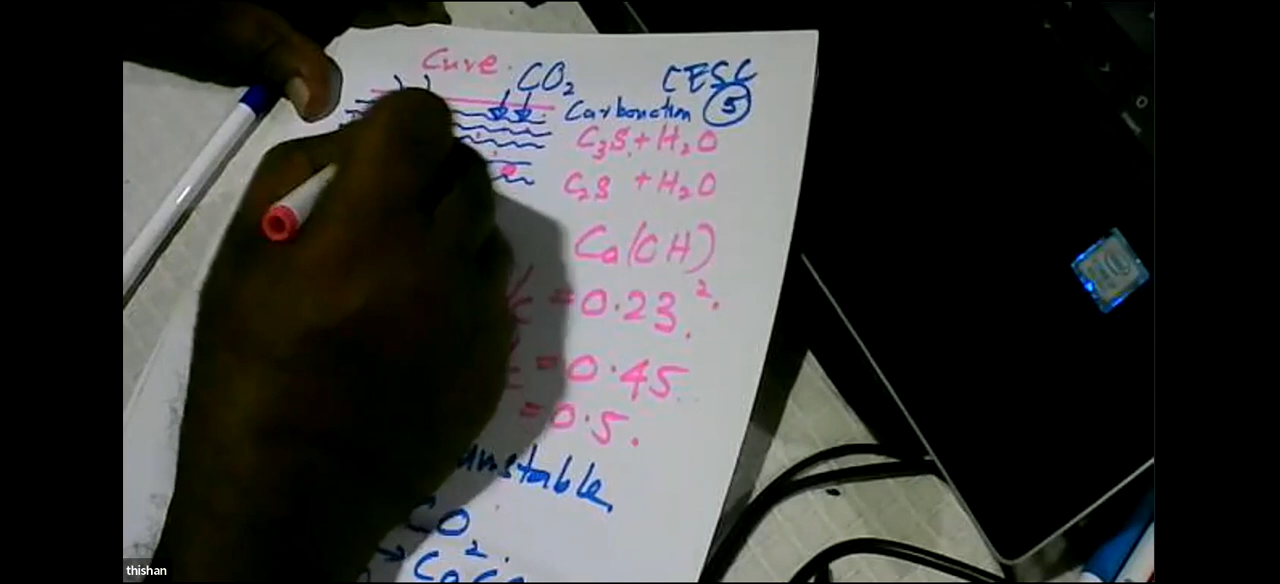 Cure.
CO2
CESC
5
Carbonation
C3S + H2O
C2S + H2O
Ca(OH)2.
= 0.23.
= 0.45
= 0.5.
unstable
CO2.
→ CaCO
thishan